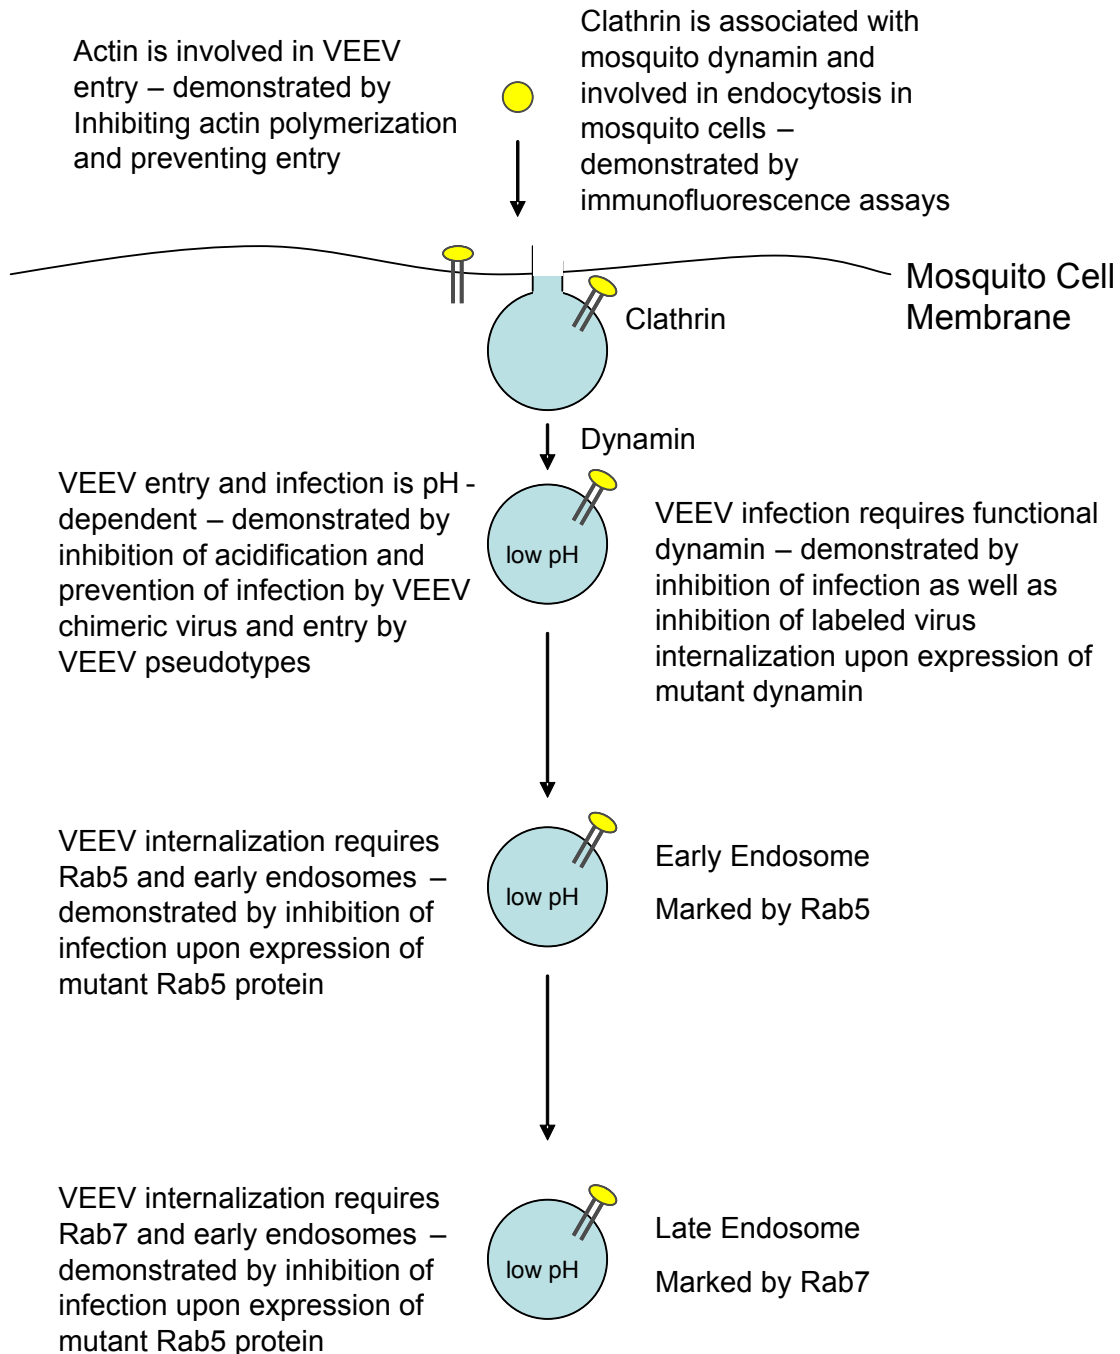 Actin is involved in VEEV
entry – demonstrated by
Inhibiting actin polymerization
and preventing entry
Clathrin is associated with
mosquito dynamin and
involved in endocytosis in
mosquito cells –
demonstrated by
immunofluorescence assays
Mosquito Cell
Membrane
Clathrin
Dynamin
VEEV entry and infection is pH -
dependent – demonstrated by
inhibition of acidification and
prevention of infection by VEEV
chimeric virus and entry by
VEEV pseudotypes
low pH
VEEV infection requires functional
dynamin – demonstrated by
inhibition of infection as well as
inhibition of labeled virus
internalization upon expression of
mutant dynamin
VEEV internalization requires
Rab5 and early endosomes –
demonstrated by inhibition of
infection upon expression of
mutant Rab5 protein
low pH
Early Endosome
Marked by Rab5
VEEV internalization requires
Rab7 and early endosomes –
demonstrated by inhibition of
infection upon expression of
mutant Rab5 protein
low pH
Late Endosome
Marked by Rab7